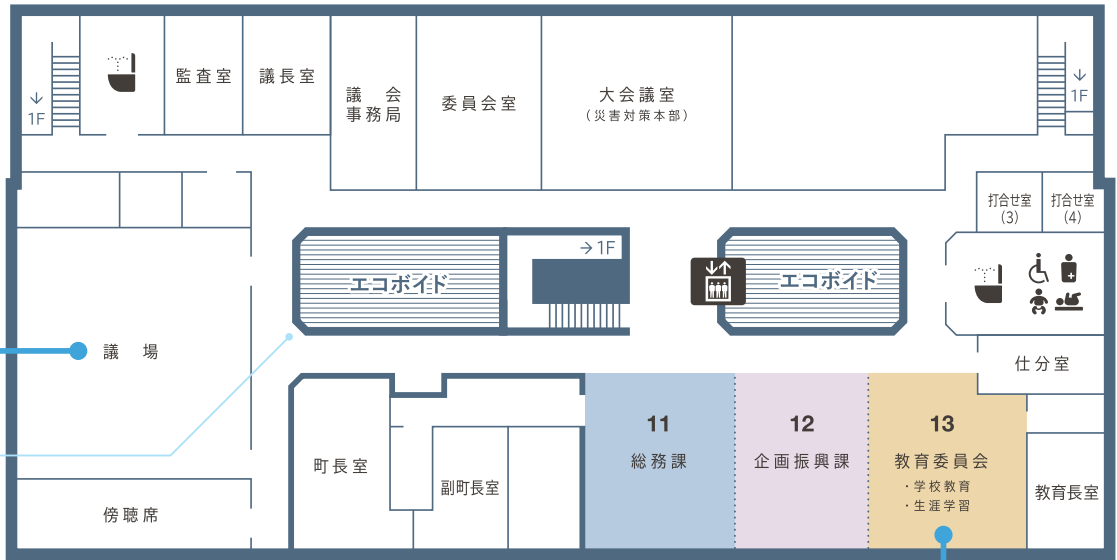 監査室
議長室
議　会
事務局
委員会室
大会議室
（災害対策本部）
↓
1F
↓
1F
打合せ室
（3）
打合せ室
（4）
→1F
エコボイド
エコボイド
議　場
仕分室
町長室
副町長室
11
総務課
12
企画振興課
13
教育委員会
・学校教育
・生涯学習
教育長室
傍聴席